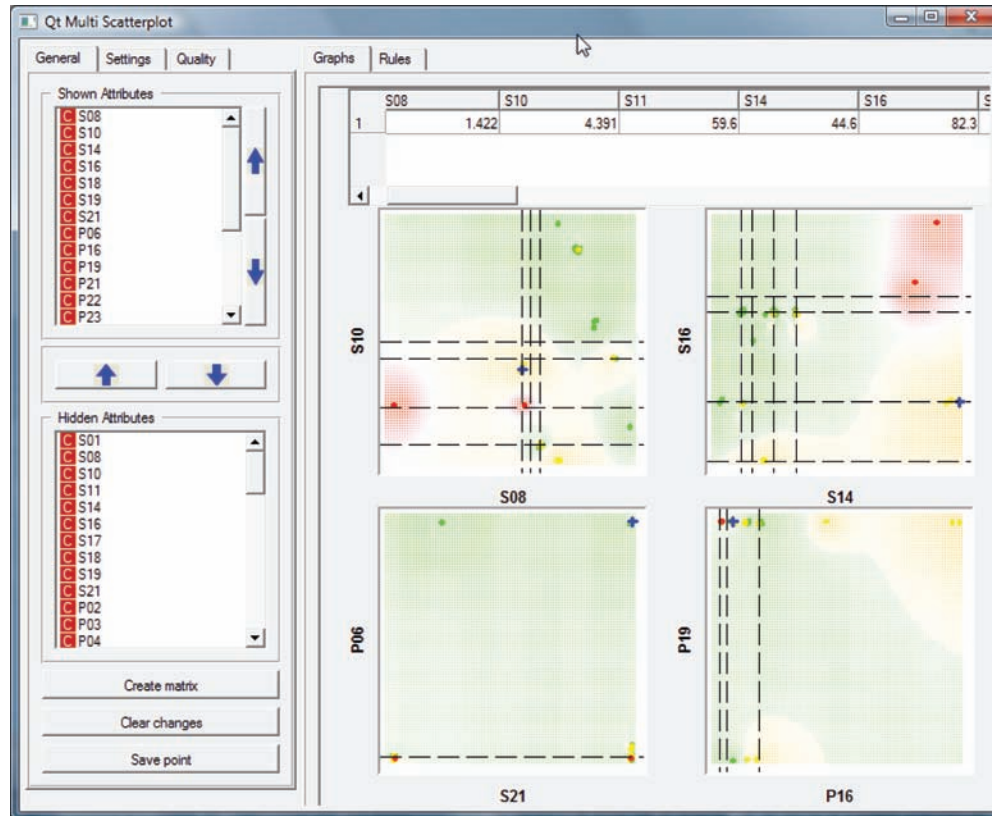 Qt Multi Scatterplot
General Settings Quality
Shown Attributes
C S08
C S10
C S14
C S16
C S18
C S19
C S21
C P06
C P16
C P19
C P21
C P22
C P23
Hidden Attributes
C S01
C S08
C S10
C S11
C S14
C S16
C S17
C S18
C S19
C S21
C P02
C P03
C P04
Create matrix
Clear changes
Save point
Graphs Rules
S08 S10 S11 S14 S16 S
1 1.422 4.391 59.6 44.6 82.3
S10
S08
S16
S14
P06
S21
P19
P16